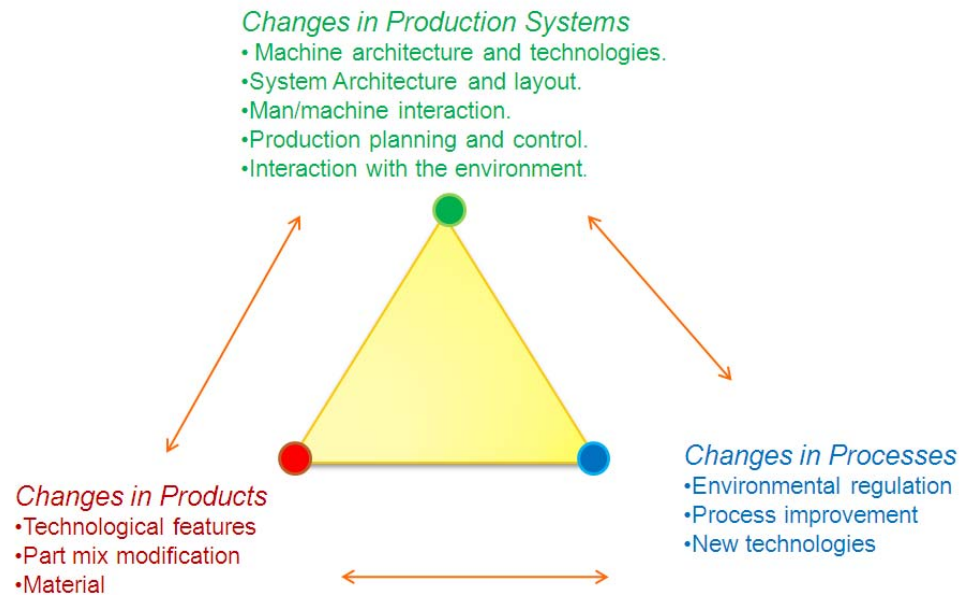 Changes in Production Systems
• Machine architecture and technologies.
•System Architecture and layout.
•Man/machine interaction.
•Production planning and control.
•Interaction with the environment.
Changes in Products
•Technological features
•Part mix modification
•Material
Changes in Processes
•Environmental regulation
•Process improvement
•New technologies